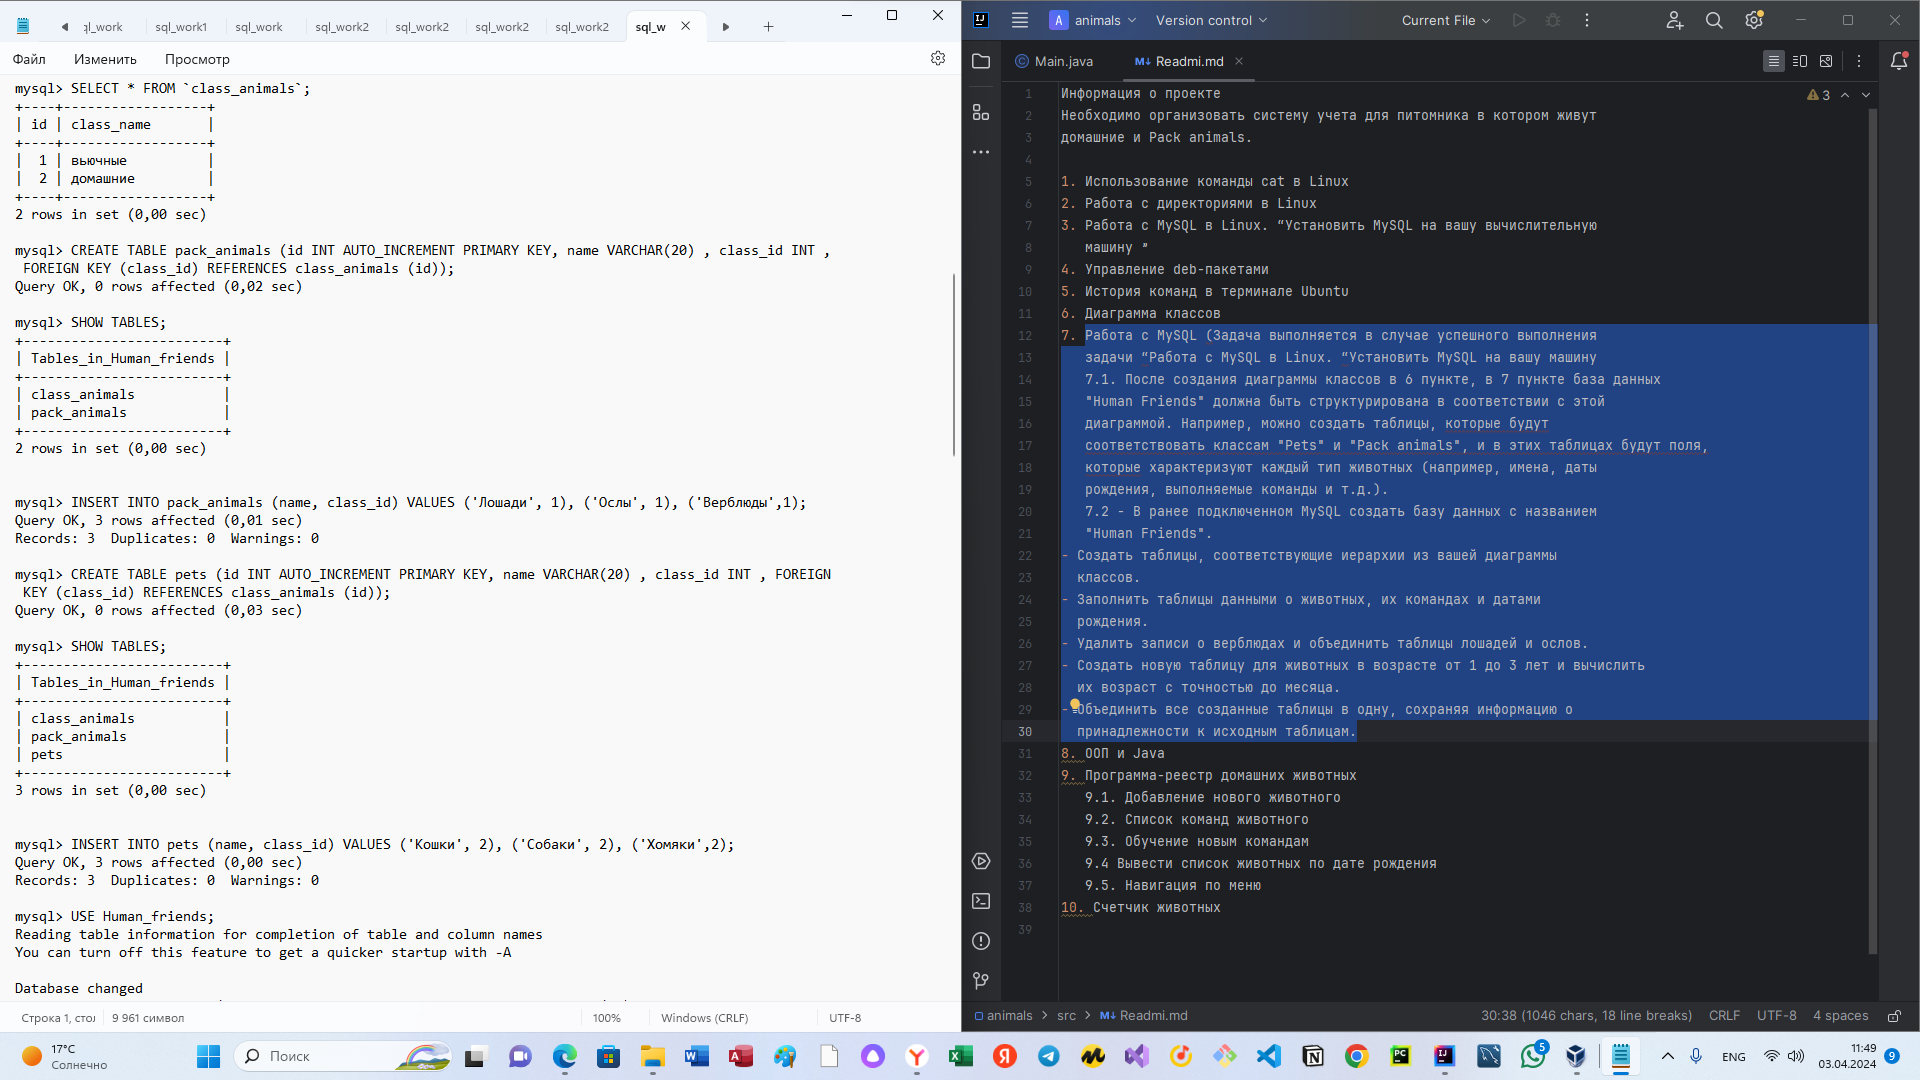 ql_work
sql_work1
sql_work
sql_work2
sql_work2
sql_work2
sql_work2
sql_w
Файл
Изменить
Просмотр
mysql> SELECT * FROM `class_animals`;
+----+------------------+
| id | class_name       |
+----+------------------+
|  1 | вьючные          |
|  2 | домашние         |
+----+------------------+
2 rows in set (0,00 sec)
mysql> CREATE TABLE pack_animals (id INT AUTO_INCREMENT PRIMARY KEY, name VARCHAR(20) , class_id INT ,
FOREIGN KEY (class_id) REFERENCES class_animals (id));
Query OK, 0 rows affected (0,02 sec)
mysql> SHOW TABLES;
+-------------------------+
| Tables_in_Human_friends |
+-------------------------+
| class_animals           |
| pack_animals            |
+-------------------------+
2 rows in set (0,00 sec)
mysql> INSERT INTO pack_animals (name, class_id) VALUES ('Лошади', 1), ('Ослы', 1), ('Верблюды',1);
Query OK, 3 rows affected (0,01 sec)
Records: 3  Duplicates: 0  Warnings: 0
mysql> CREATE TABLE pets (id INT AUTO_INCREMENT PRIMARY KEY, name VARCHAR(20) , class_id INT , FOREIGN
KEY (class_id) REFERENCES class_animals (id));
Query OK, 0 rows affected (0,03 sec)
mysql> SHOW TABLES;
+-------------------------+
| Tables_in_Human_friends |
+-------------------------+
| class_animals           |
| pack_animals            |
| pets                    |
+-------------------------+
3 rows in set (0,00 sec)
mysql> INSERT INTO pets (name, class_id) VALUES ('Кошки', 2), ('Собаки', 2), ('Хомяки',2);
Query OK, 3 rows affected (0,00 sec)
Records: 3  Duplicates: 0  Warnings: 0
mysql> USE Human_friends;
Reading table information for completion of table and column names
You can turn off this feature to get a quicker startup with -A
Database changed
Строка 1, стол
9 961 символ
100%
Windows (CRLF)
UTF-8
A animals
Version control
Current File
Main.java
Readmi.md
3
1 Информация о проекте
2 Необходимо организовать систему учета для питомника в котором живут
3 домашние и Pack animals.
4
5 1. Использование команды cat в Linux
6 2. Работа с директориями в Linux
7 3. Работа с MySQL в Linux. “Установить MySQL на вашу вычислительную
8 машину ”
9 4. Управление deb-пакетами
10 5. История команд в терминале Ubuntu
11 6. Диаграмма классов
12 7. Работа с MySQL (Задача выполняется в случае успешного выполнения
13 задачи “Работа с MySQL в Linux. “Установить MySQL на вашу машину
14 7.1. После создания диаграммы классов в 6 пункте, в 7 пункте база данных
15 "Human Friends" должна быть структурирована в соответствии с этой
16 диаграммой. Например, можно создать таблицы, которые будут
17 соответствовать классам "Pets" и "Pack animals", и в этих таблицах будут поля,
18 которые характеризуют каждый тип животных (например, имена, даты
19 рождения, выполняемые команды и т.д.).
20 7.2 - В ранее подключенном MySQL создать базу данных с названием
21 "Human Friends".
22 - Создать таблицы, соответствующие иерархии из вашей диаграммы
23 классов.
24 - Заполнить таблицы данными о животных, их командах и датами
25 рождения.
26 - Удалить записи о верблюдах и объединить таблицы лошадей и ослов.
27 - Создать новую таблицу для животных в возрасте от 1 до 3 лет и вычислить
28 их возраст с точностью до месяца.
29 - Объединить все созданные таблицы в одну, сохраняя информацию о
30 принадлежности к исходным таблицам.
31 8. ООП и Java
32 9. Программа-реестр домашних животных
33 9.1. Добавление нового животного
34 9.2. Список команд животного
35 9.3. Обучение новым командам
36 9.4 Вывести список животных по дате рождения
37 9.5. Навигация по меню
38 10. Счетчик животных
39
animals > src > Readmi.md
30:38 (1046 chars, 18 line breaks)
CRLF
UTF-8
4 spaces
17°C
Солнечно
Поиск
5
ENG
11:49
03.04.2024
9